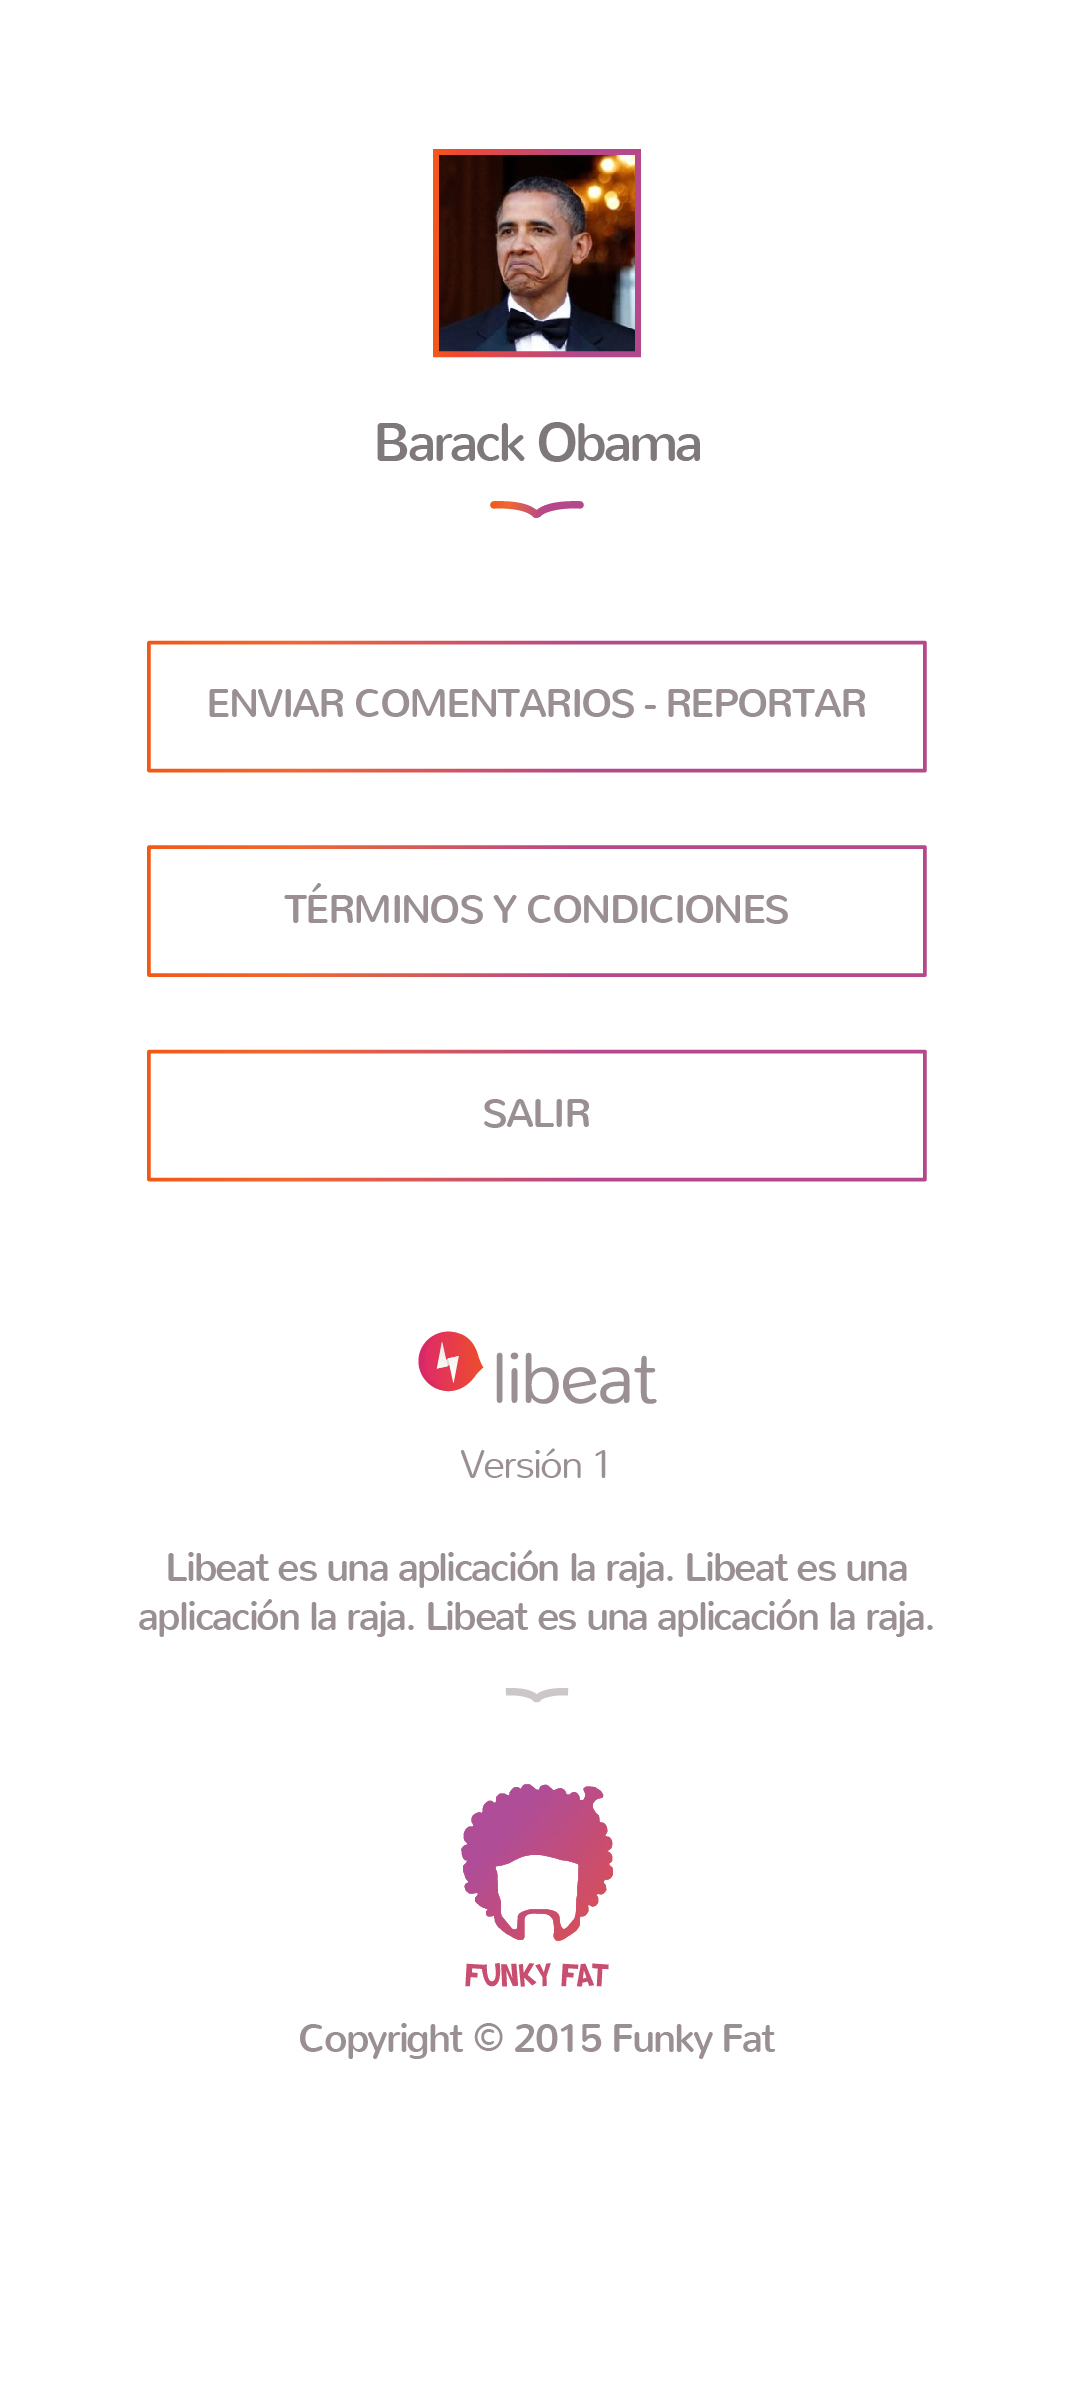 Barack Obama
ENVIAR COMENTARIOS - REPORTAR
TÉRMINOS Y CONDICIONES
SALIR
libeat
Versión 1
Libeat es una aplicación la raja. Libeat es una
aplicación la raja. Libeat es una aplicación la raja.
FUNKY FAT
Copyright © 2015 Funky Fat